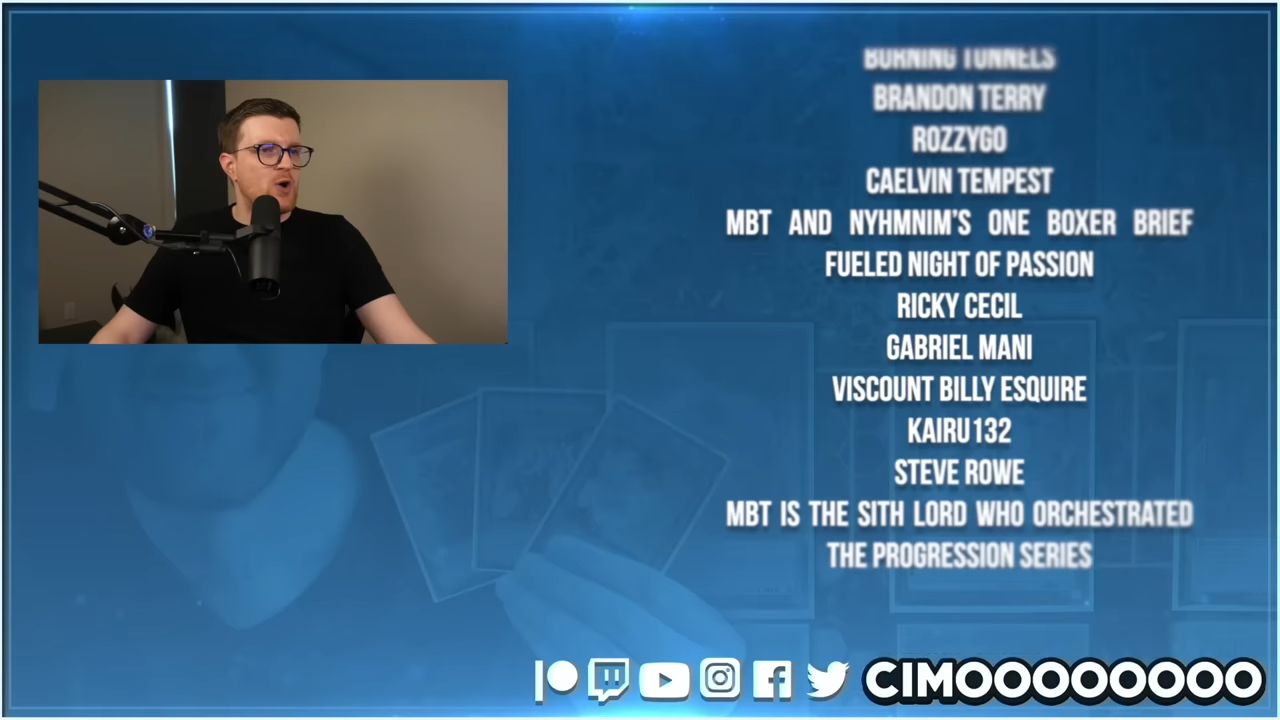 BURNING TUNNELS
BRANDON TERRY
ROZZYGO
CAELVIN TEMPEST
MBT AND NYHMNIM'S ONE BOXER BRIEF
FUELED NIGHT OF PASSION
RICKY CECIL
GABRIEL MANI
VISCOUNT BILLY ESQUIRE
KAIRU132
STEVE ROWE
MBT IS THE SITH LORD WHO ORCHESTRATED
THE PROGRESSION SERIES
CIMOOOOOOOO